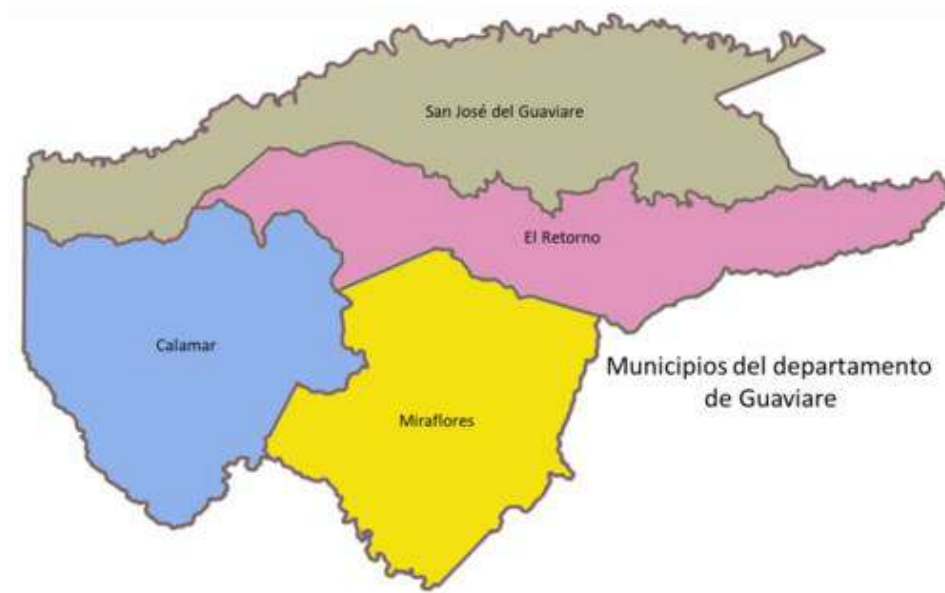 San José del Guaviare
El Retorno
Calamar
Municipios del departamento
de Guaviare
Miraflores